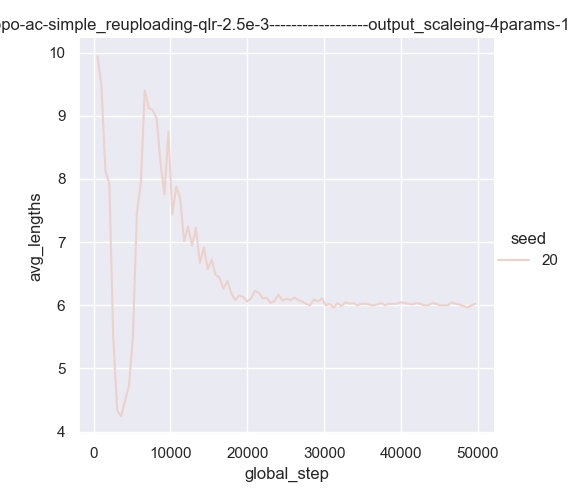 po-ac-simple_reuploading-qlr-2.5e-3------------------output_scaleing-4params-1
10
9
8
7
6
5
4
avg_lengths
0 10000 20000 30000 40000 50000
global_step
seed
20